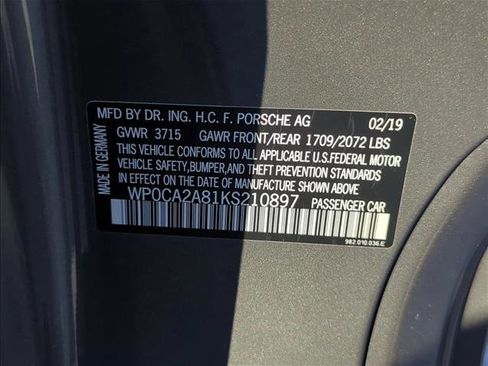 MFD BY DR. ING. H.C. F. PORSCHE AG 02/19
GVWR 3715 GAWR FRONT/REAR 1709/2072 LBS
THIS VEHICLE CONFORMS TO ALL APPLICABLE U.S.FEDERAL MOTOR
VEHICLE SAFETY,BUMPER,AND THEFT PREVENTION STANDARDS
IN EFFECT ON THE DATE OF MANUFACTURE SHOWN ABOVE
WP0CA2A81KS210897 PASSENGER CAR
982.010.036.E
MADE IN GERMANY